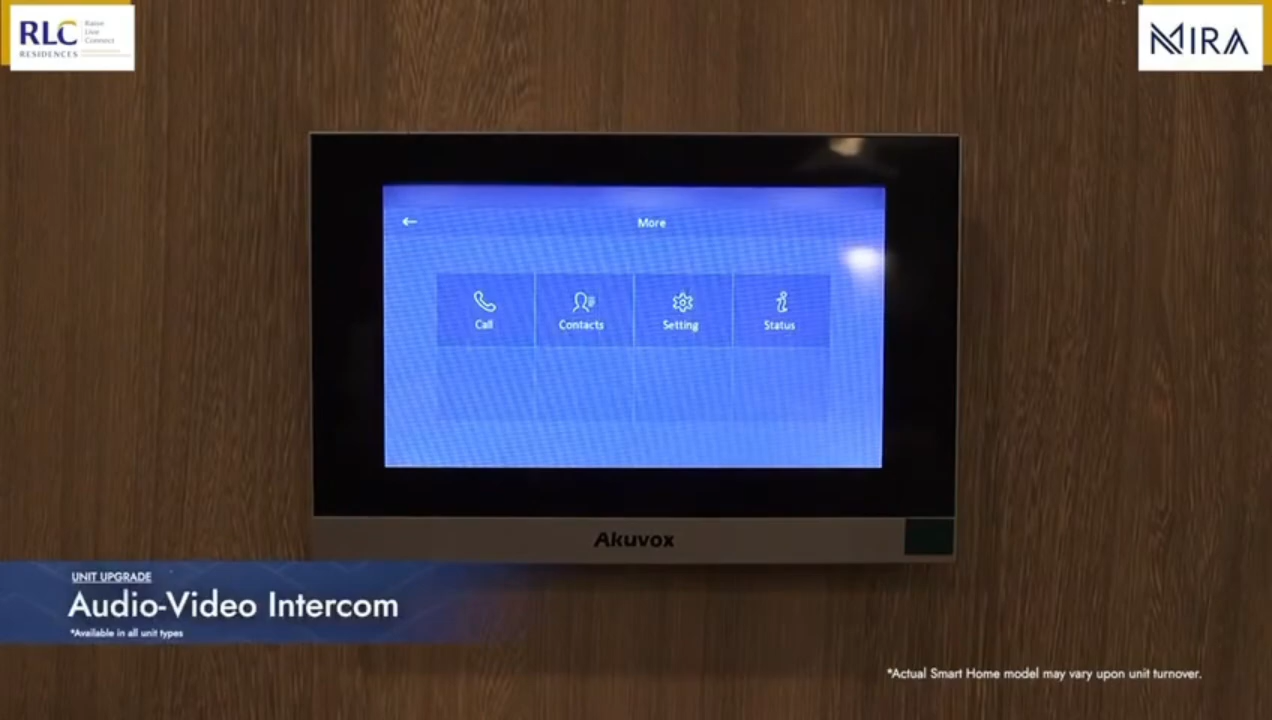 RLC
RESIDENCES
Raise
Live
Connect
MIRA
More
Call
Contacts
Setting
Status
Akuvox
UNIT UPGRADE
Audio-Video Intercom
*Available in all unit types
*Actual Smart Home model may vary upon unit turnover.